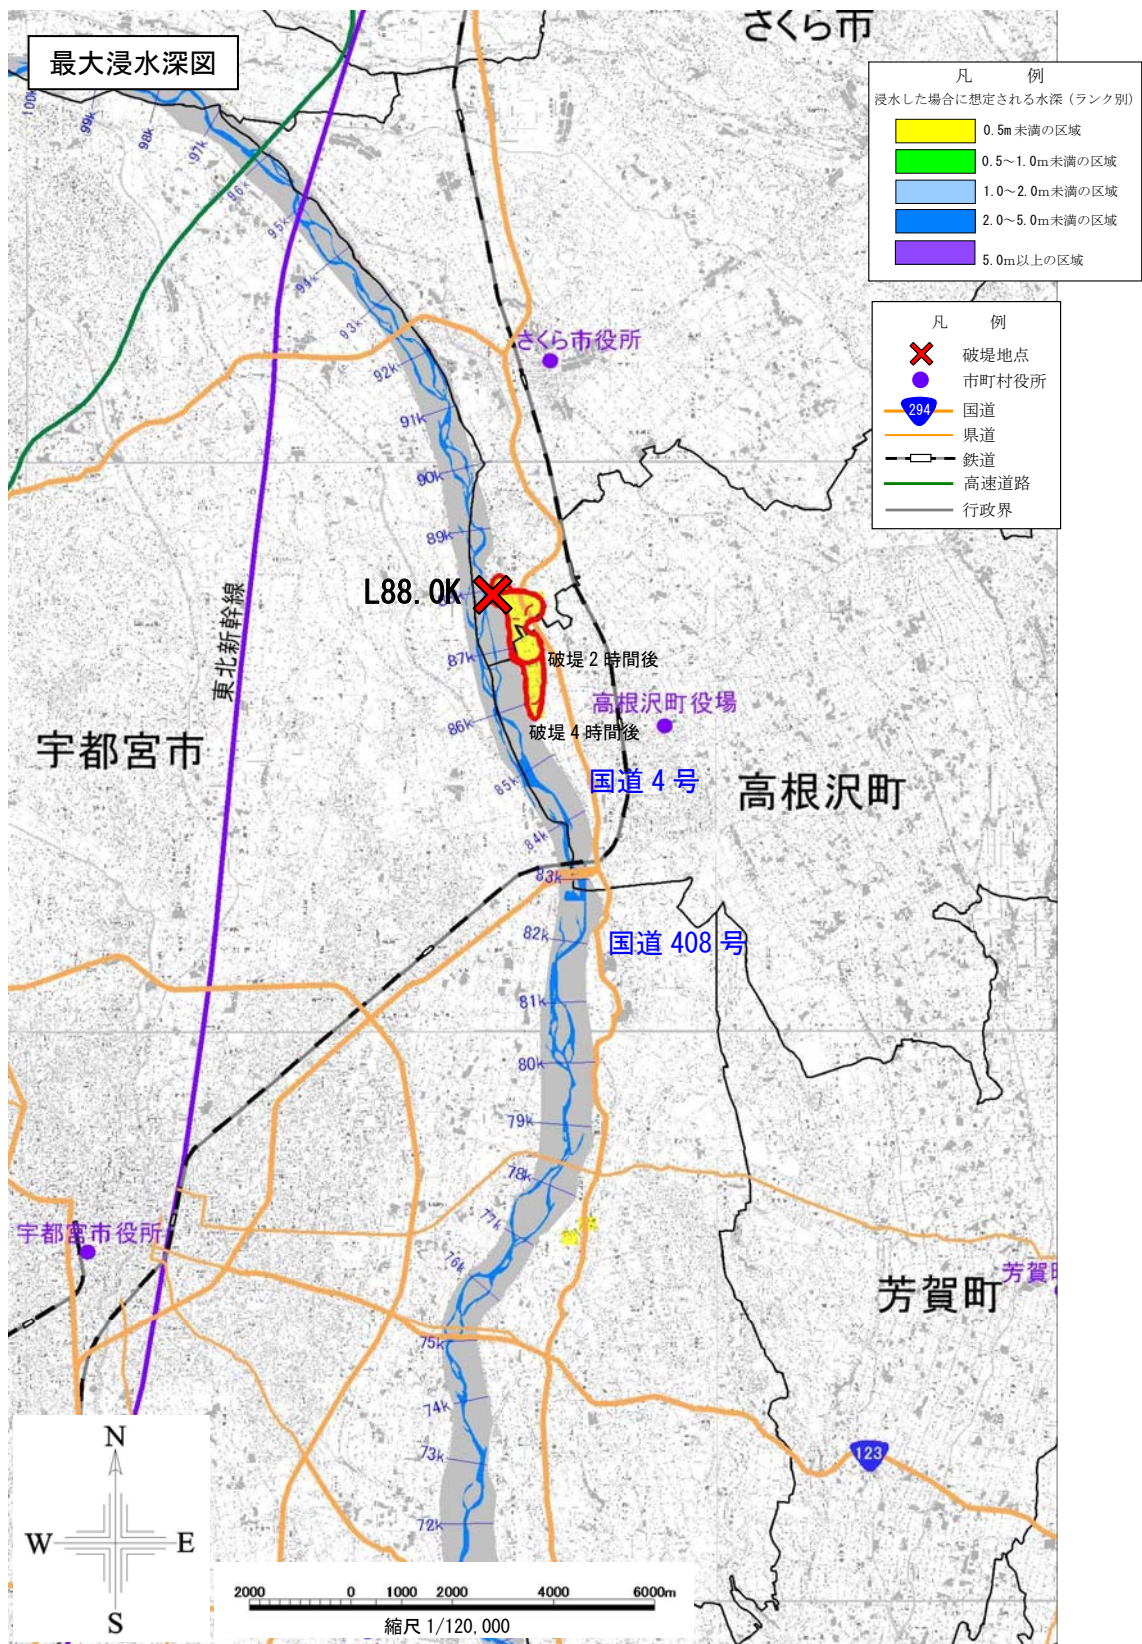 最大浸水深図
さくら市
凡 例
浸水した場合に想定される水深（ランク別）
0.5m未満の区域
0.5～1.0m未満の区域
1.0～2.0m未満の区域
2.0～5.0m未満の区域
5.0m以上の区域
凡 例
破堤地点
市町村役所
294
国道
県道
鉄道
高速道路
行政界
100k
99k
98k
97k
96k
95k
94k
93k
さくら市役所
92k
91k
90k
89k
L88.0K
87k
破堤2時間後
東北新幹線
86k
高根沢町役場
破堤4時間後
宇都宮市
85k
国道4号
高根沢町
84k
83k
82k
国道408号
81k
80k
79k
78k
77k
宇都宮市役所
76k
芳賀町
75k
74k
73k
123
72k
N
W
E
S
2000 0 1000 2000 4000 6000m
縮尺 1/120,000